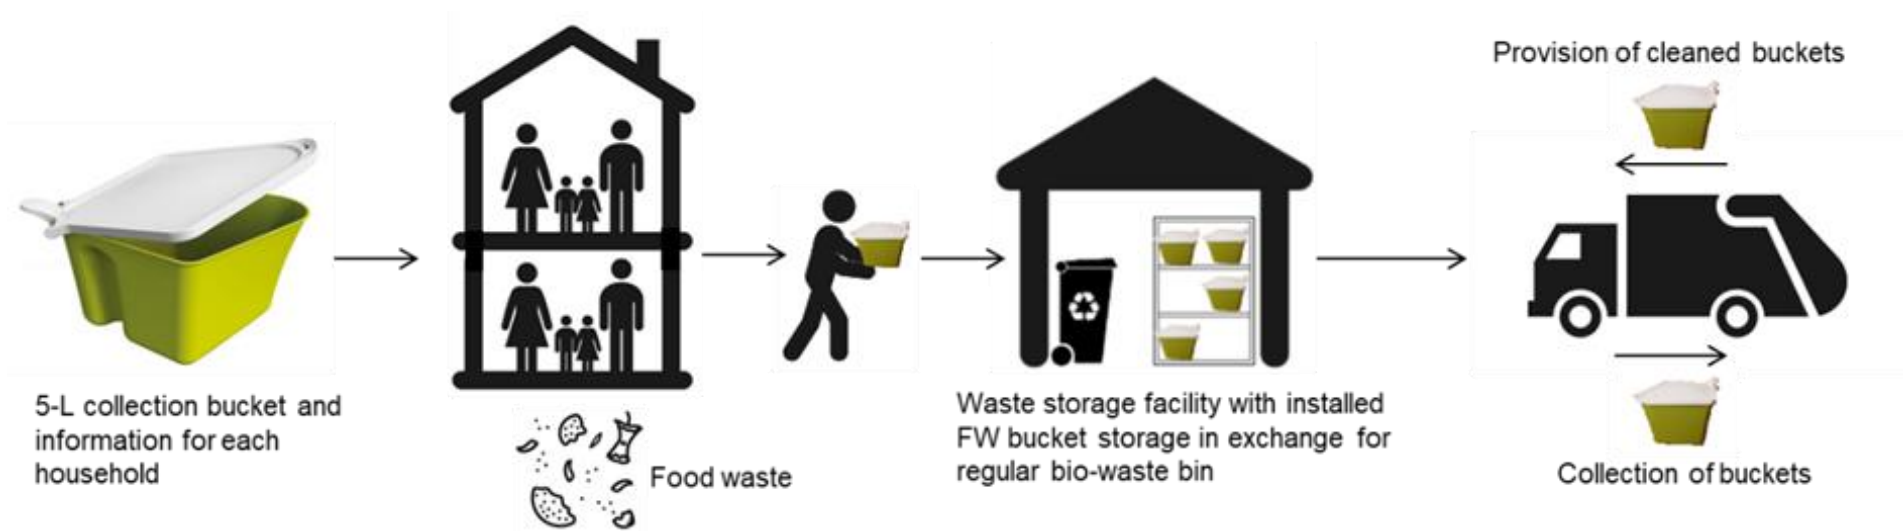 5-L collection bucket and
information for each
household
Food waste
Waste storage facility with installed
FW bucket storage in exchange for
regular bio-waste bin
Provision of cleaned buckets
Collection of buckets